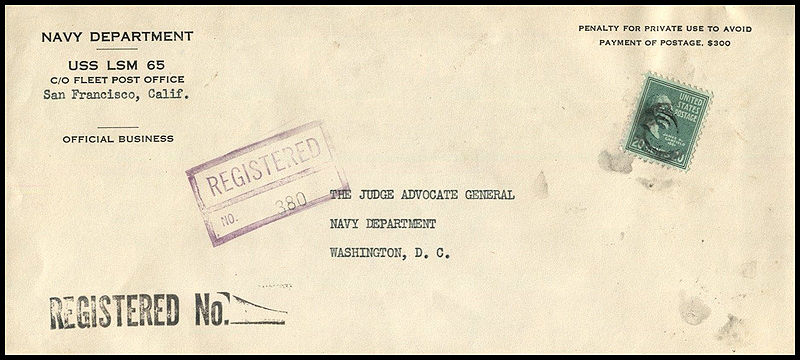 NAVY DEPARTMENT
USS LSM 65
C/O FLEET POST OFFICE
San Francisco, Calif.
OFFICIAL BUSINESS
PENALTY FOR PRIVATE USE TO AVOID
PAYMENT OF POSTAGE, $300
UNITED
STATES
POSTAGE
REGISTERED
NO. 380
THE JUDGE ADVOCATE GENERAL
NAVY DEPARTMENT
WASHINGTON, D. C.
REGISTERED No.